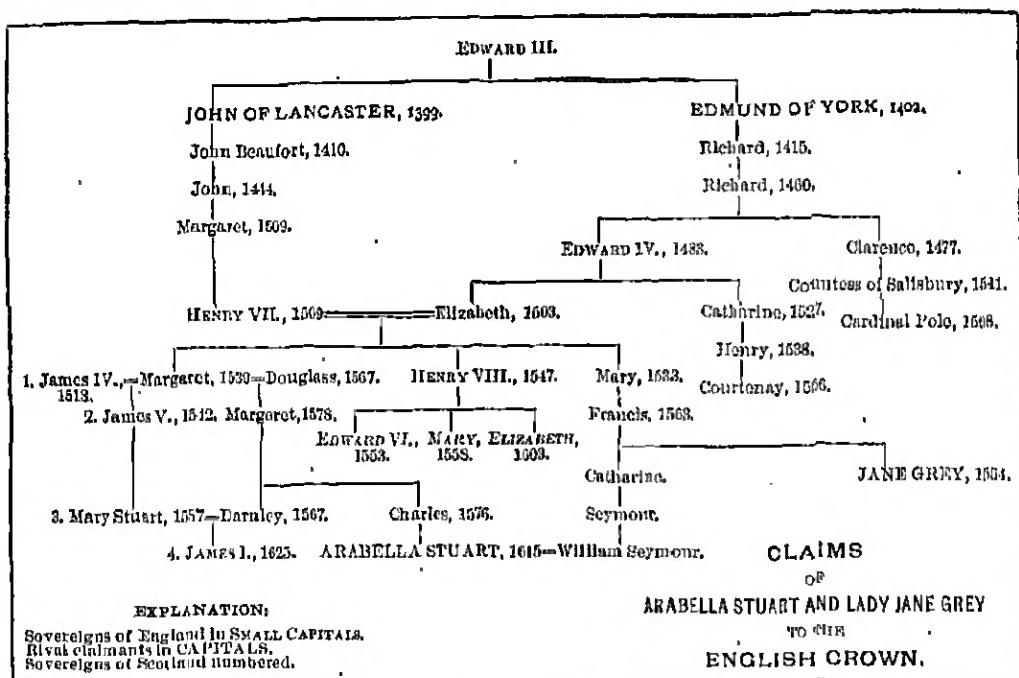 EDWARD III.
JOHN OF LANCASTER, 1399. EDMUND OF YORK, 1402.
John Beaufort, 1410. Richard, 1415.
John, 1444. Richard, 1460.
Margaret, 1509.
EDWARD IV., 1483. Clarence, 1477.
Countess of Salisbury, 1541.
HENRY VII., 1509 Elizabeth, 1503. Catharine, 1527. Cardinal Pole, 1568.
Henry, 1538.
1. James IV.,=Margaret, 1539=Douglass, 1567. HENRY VIII., 1547. Mary, 1533. Courtenay, 1566.
1513.
2. James V., 1542. Margaret, 1578. Francis, 1563.
EDWARD VI., MARY, ELIZABETH,
1553. 1558. 1603.
Catharine. JANE GREY, 1554.
3. Mary Stuart, 1587=Darnley, 1567. Charles, 1576. Seymour.
4. JAMES I., 1625. ARABELLA STUART, 1615=William Seymour.
CLAIMS
OF
ARABELLA STUART AND LADY JANE GREY
TO THE
ENGLISH CROWN.
EXPLANATION:
Sovereigns of England in SMALL CAPITALS.
Rival claimants in CAPITALS.
Sovereigns of Scotland numbered.